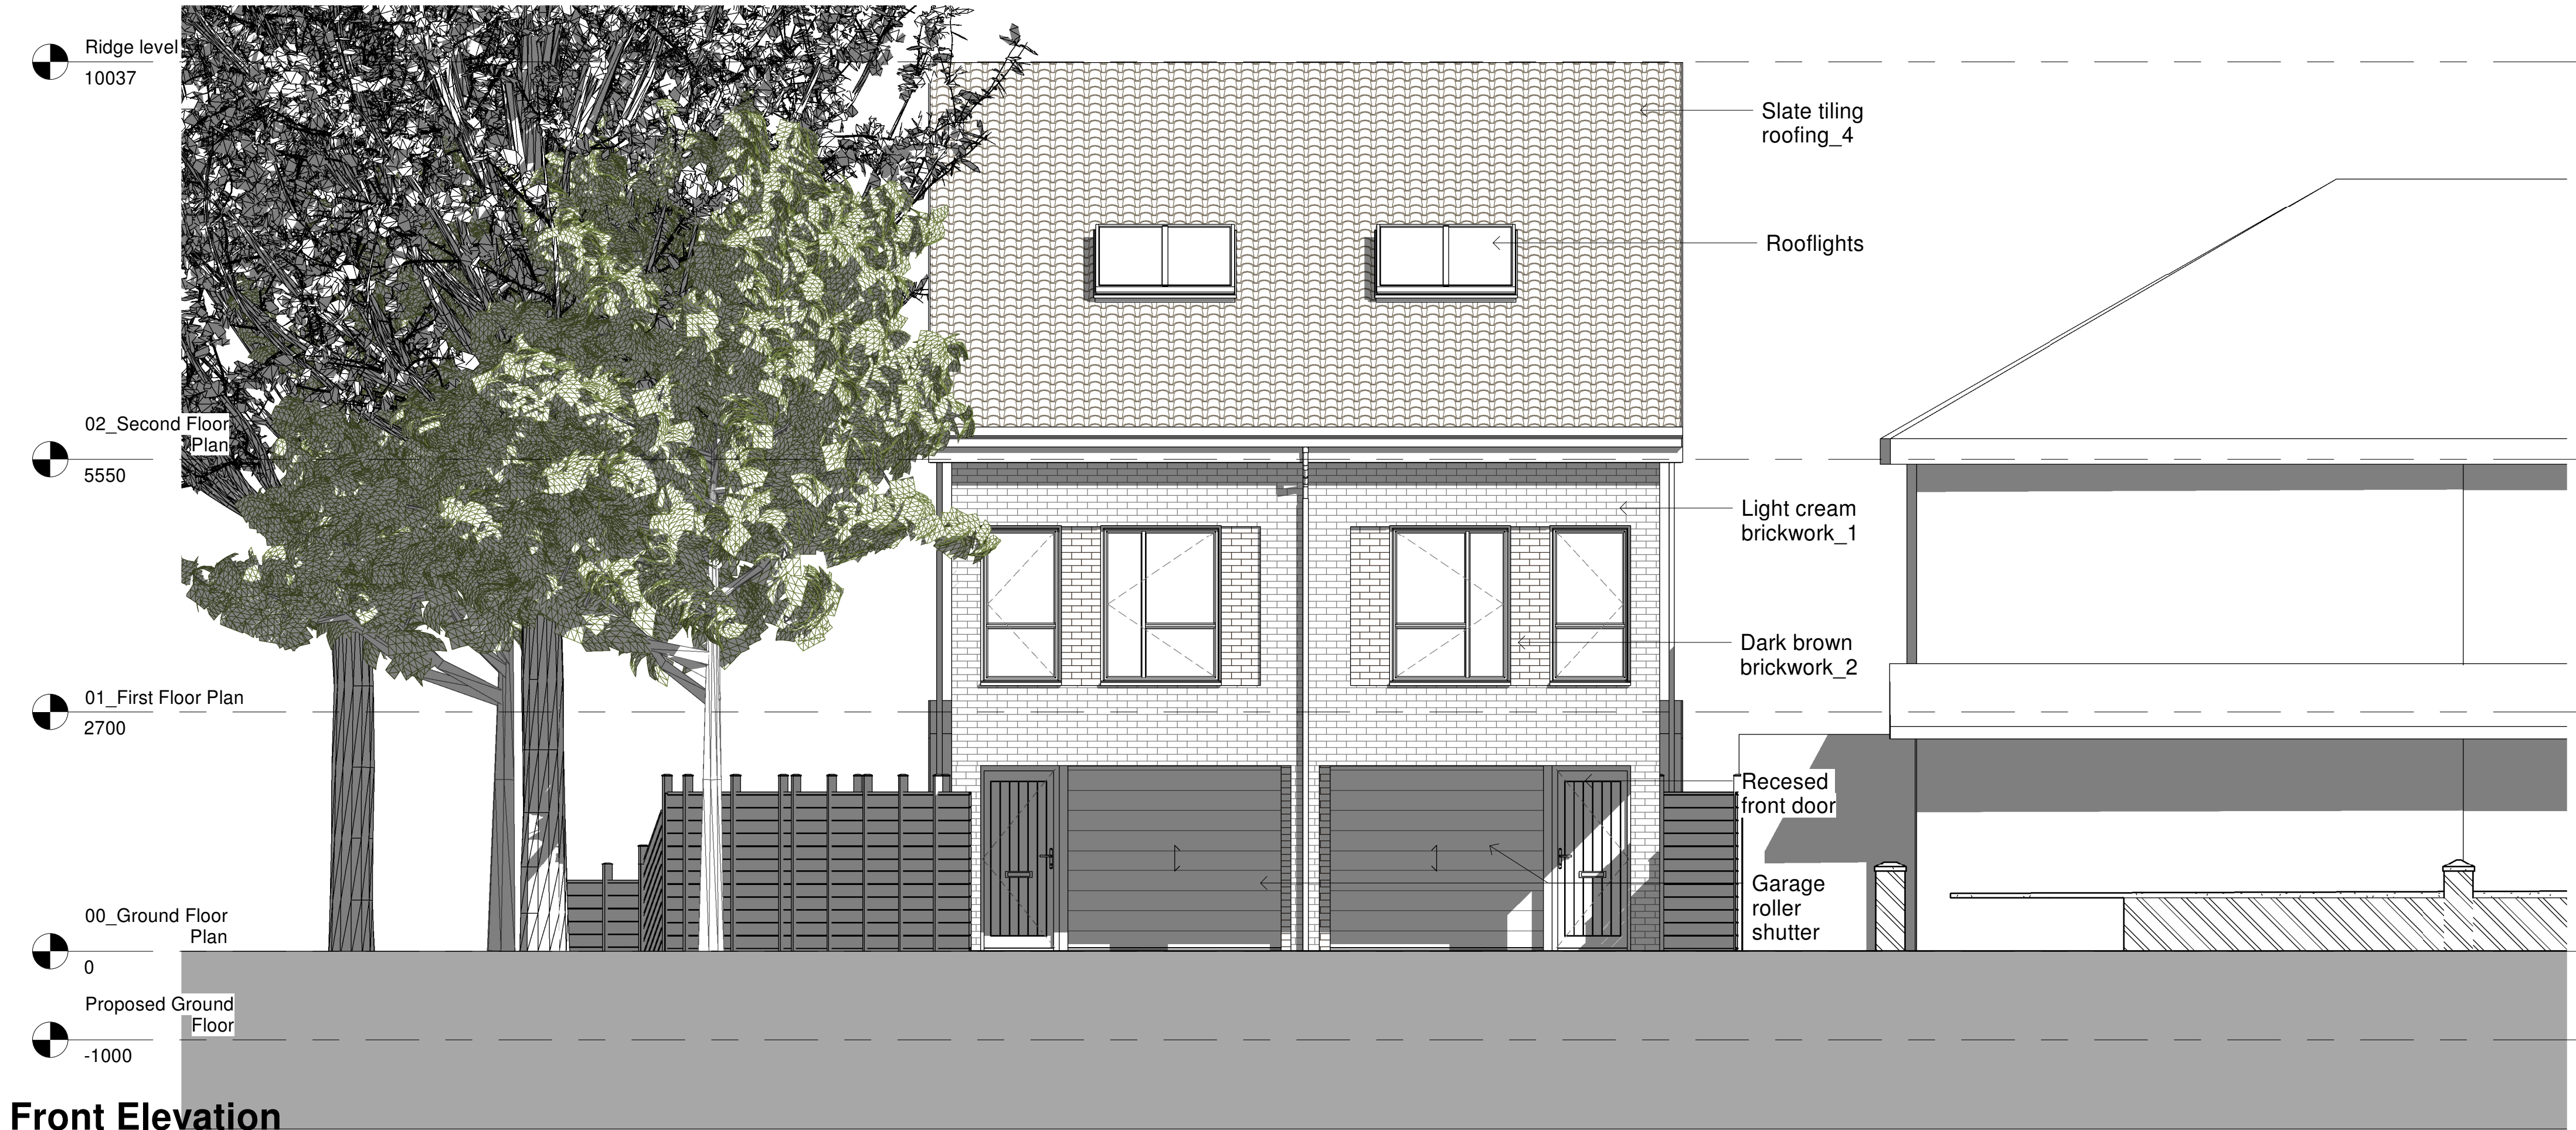 Ridge level
10037
Slate tiling
roofing_4
Rooflights
02_Second Floor
Plan
5550
Light cream
brickwork_1
Dark brown
brickwork_2
01_First Floor Plan
2700
Recesed
front door
Garage
roller
shutter
00_Ground Floor
Plan
0
Proposed Ground
Floor
-1000
Front Elevation